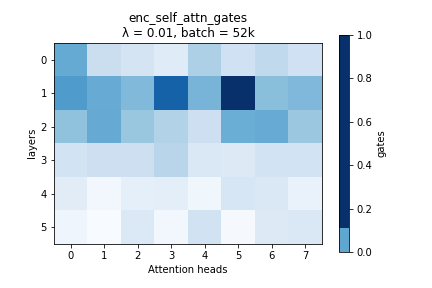 enc_self_attn_gates
λ = 0.01, batch = 52k
0
1
2
3
4
5
layers
0 1 2 3 4 5 6 7
Attention heads
1.0
0.8
0.6
0.4
0.2
0.0
gates